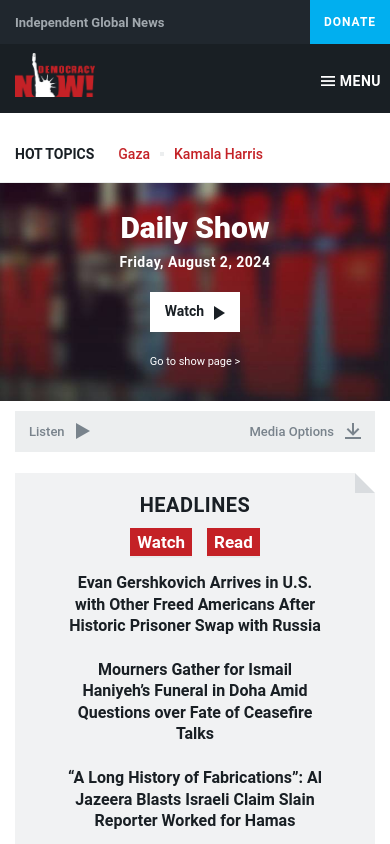 Independent Global News
DONATE
DEMOCRACY
NOW!
MENU
HOT TOPICS
Gaza
Kamala Harris
Daily Show
Friday, August 2, 2024
Watch
Go to show page >
Listen
Media Options
HEADLINES
Watch
Read
Evan Gershkovich Arrives in U.S.
with Other Freed Americans After
Historic Prisoner Swap with Russia
Mourners Gather for Ismail
Haniyeh’s Funeral in Doha Amid
Questions over Fate of Ceasefire
Talks
“A Long History of Fabrications”: Al
Jazeera Blasts Israeli Claim Slain
Reporter Worked for Hamas